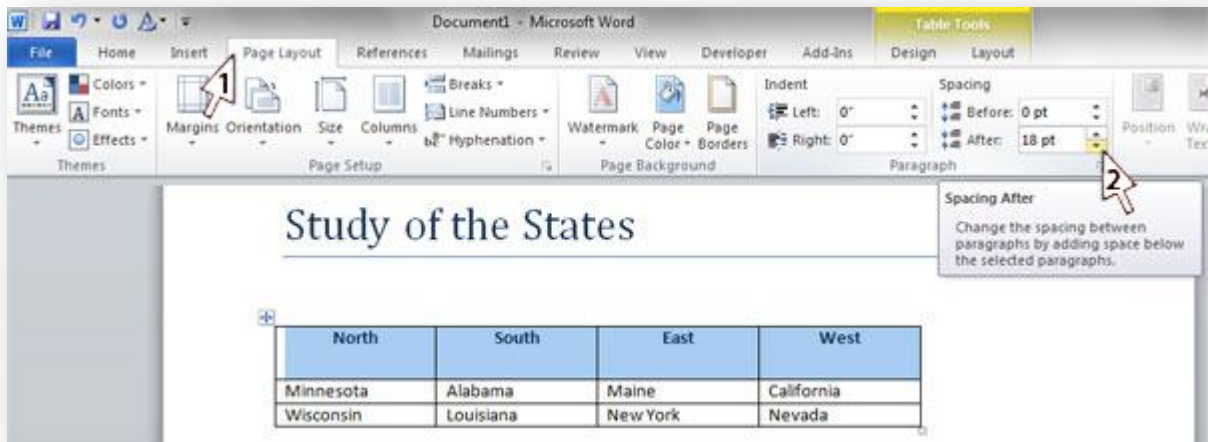 Document1 - Microsoft Word
Table Tools
File Home Insert Page Layout References Mailings Review View Developer Add-Ins Design Layout
1
Aa
Themes
Colors
Fonts
Effects
Themes
Margins Orientation Size Columns
Breaks
Line Numbers
Hyphenation
Page Setup
Watermark Page Color Page Borders
Page Background
Indent
Left: 0"
Right: 0"
Spacing
Before: 0 pt
After: 18 pt
Paragraph
Position
2
Spacing After
Change the spacing between
paragraphs by adding space below
the selected paragraphs.
Study of the States
North South East West
Minnesota Alabama Maine California
Wisconsin Louisiana New York Nevada